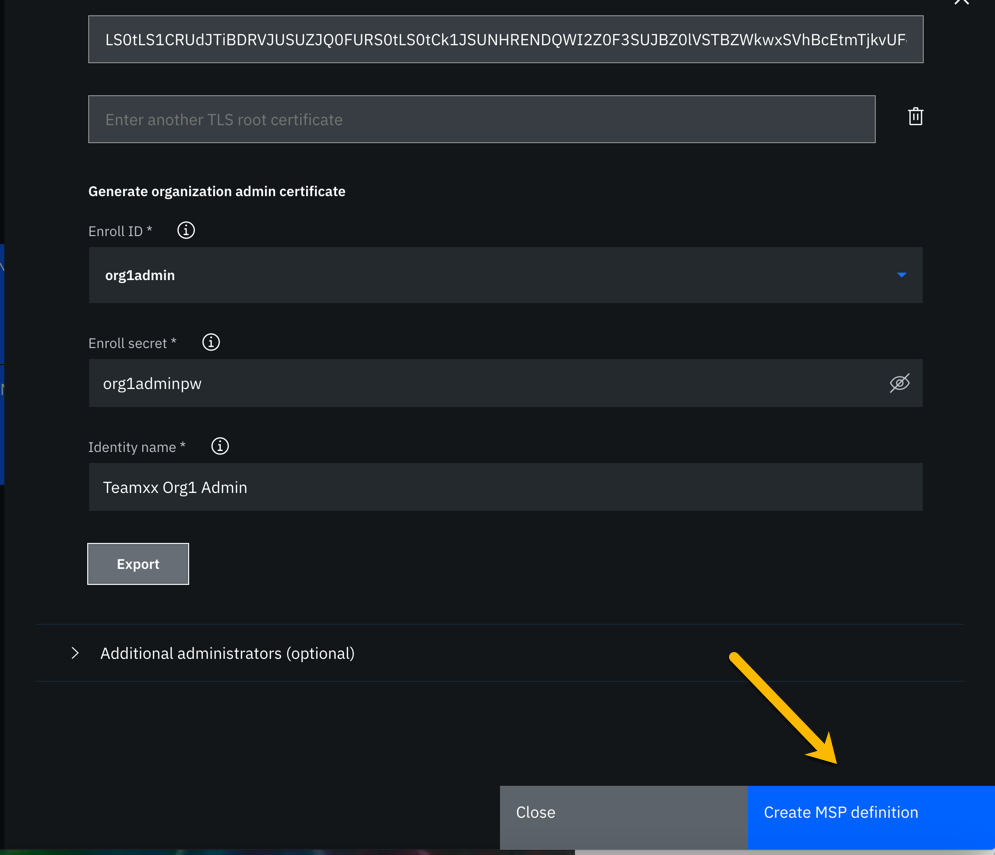 LS0tLS1CRUdJTiBDRVJUSUZJQ0FURS0tLS0tCk1JSUNHRENDQWI2Z0F3SUJBZ0lVSTBZWkwxSVhBcEtmTjkvUF
Enter another TLS root certificate
Generate organization admin certificate
Enroll ID *
org1admin
Enroll secret *
org1adminpw
Identity name *
Teamxx Org1 Admin
Export
Additional administrators (optional)
Close
Create MSP definition